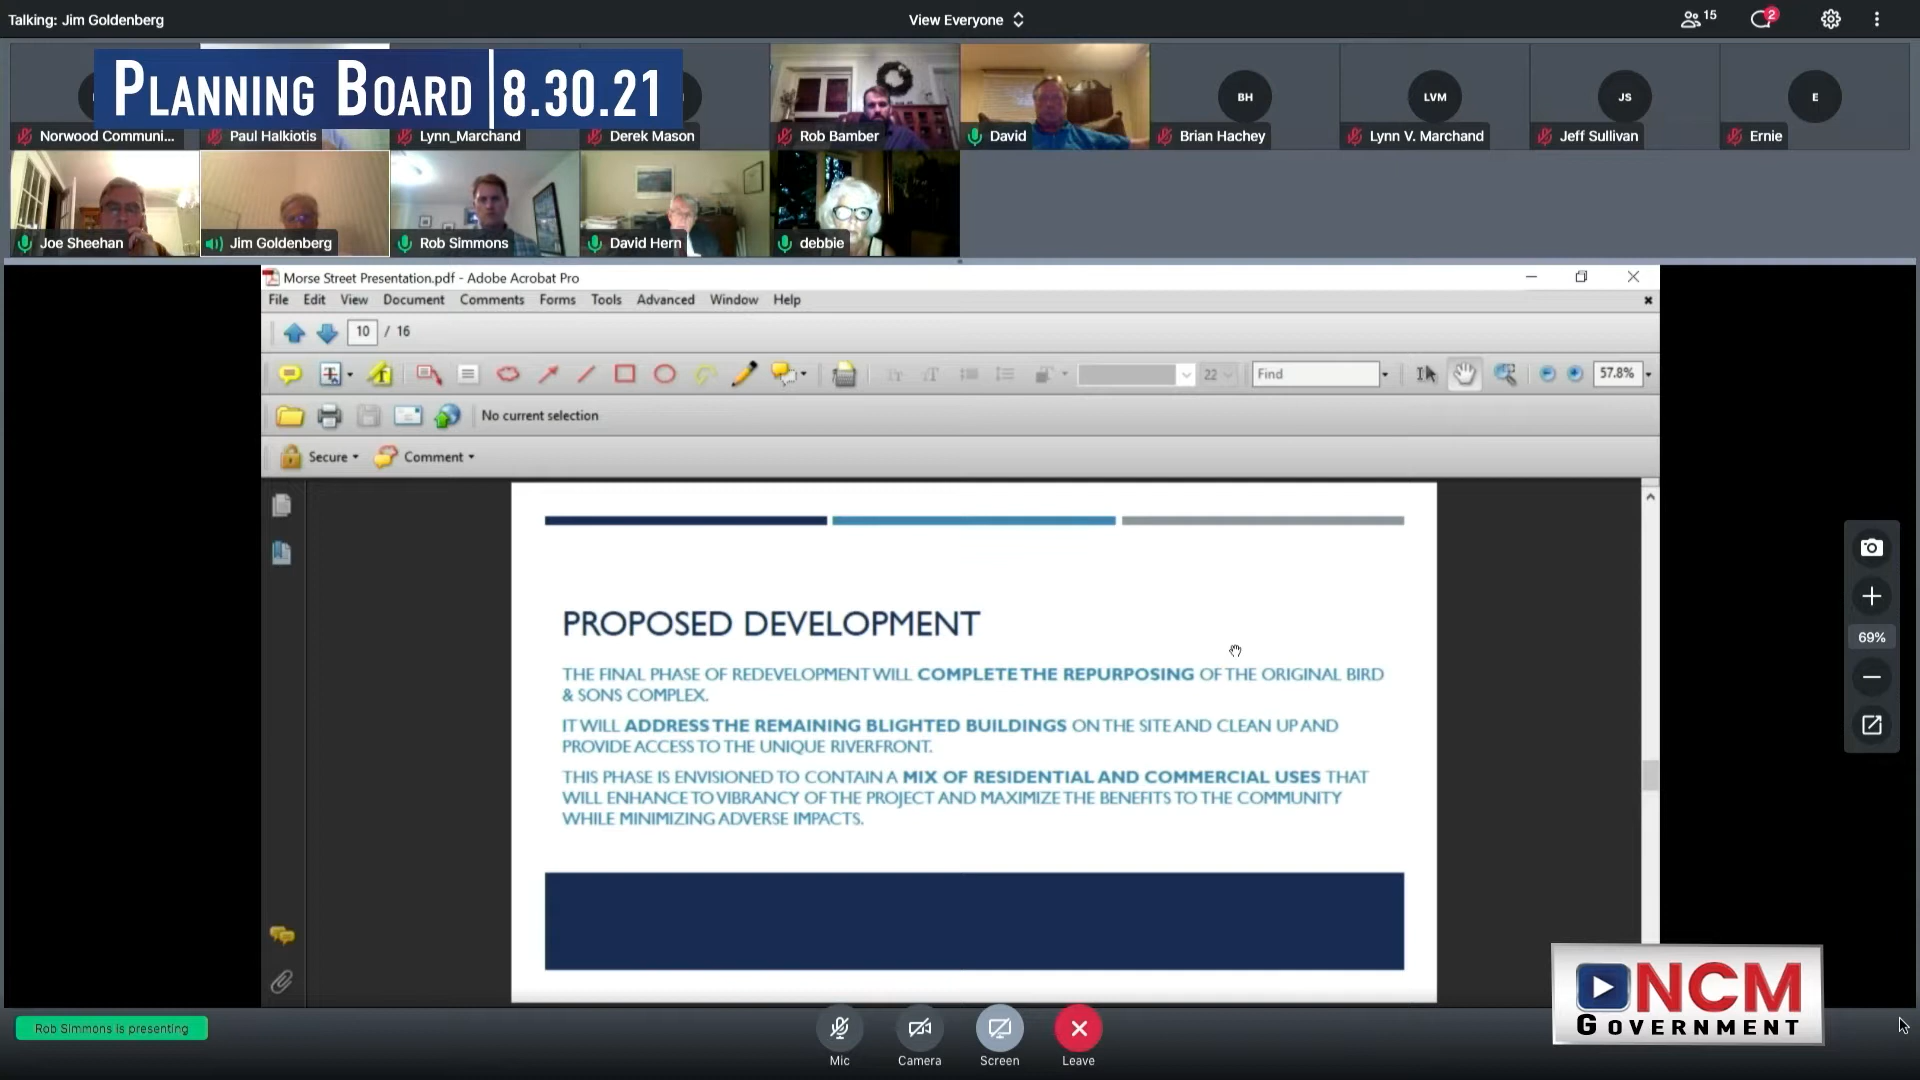 Talking: Jim Goldenberg
View Everyone
15
2
PLANNING BOARD | 8.30.21
BH
LVM
JS
E
Norwood Communi...
Paul Halkiotis
Lynn_Marchand
Derek Mason
Rob Bamber
David
Brian Hachey
Lynn V. Marchand
Jeff Sullivan
Ernie
Joe Sheehan
Jim Goldenberg
Rob Simmons
David Hern
debbie
Morse Street Presentation.pdf - Adobe Acrobat Pro
File Edit View Document Comments Forms Tools Advanced Window Help
10 / 16
22
Find
57.8%
No current selection
Secure
Comment
PROPOSED DEVELOPMENT
THE FINAL PHASE OF REDEVELOPMENT WILL COMPLETE THE REPURPOSING OF THE ORIGINAL BIRD
& SONS COMPLEX.
IT WILL ADDRESS THE REMAINING BLIGHTED BUILDINGS ON THE SITE AND CLEAN UP AND
PROVIDE ACCESS TO THE UNIQUE RIVERFRONT.
THIS PHASE IS ENVISIONED TO CONTAIN A MIX OF RESIDENTIAL AND COMMERCIAL USES THAT
WILL ENHANCE TO VIBRANCY OF THE PROJECT AND MAXIMIZE THE BENEFITS TO THE COMMUNITY
WHILE MINIMIZING ADVERSE IMPACTS.
69%
NCM
GOVERNMENT
Rob Simmons is presenting
Mic
Camera
Screen
Leave